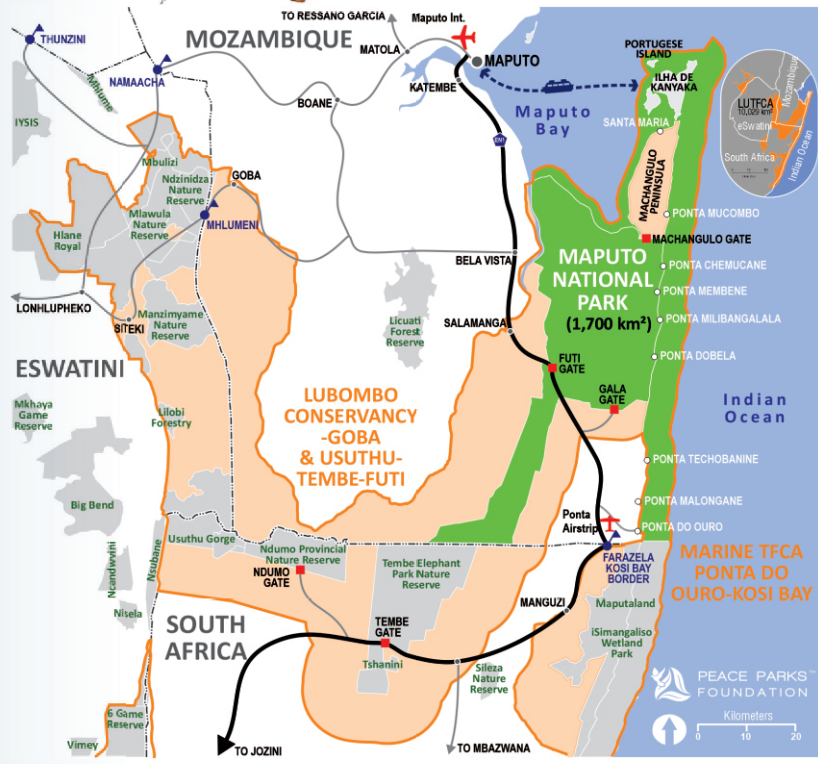 TO RESSANO GARCIA
Maputo Int.
THUNZINI
MOZAMBIQUE
MATOLA
MAPUTO
PORTUGESE
ISLAND
NAMAACHA
KATEMBE
ILHA DE
KANYAKA
Mhlume
BOANE
Maputo
Bay
LUTFCA
10,029 km²
Mozambique
eSwatini
South Africa
Indian Ocean
IYSIS
EN1
SANTA MARIA
Mbulizi
Ndzinidza
Nature
Reserve
GOBA
MACHANGULO
PENINSULA
Mlawula
Nature
Reserve
MHLUMENI
PONTA MUCOMBO
Hlane
Royal
MACHANGULO GATE
BELA VISTA
MAPUTO
NATIONAL
PARK
(1,700 km²)
PONTA CHEMUCANE
PONTA MEMBENE
LONHLUPHEKO
SITEKI
Manzimyame
Nature
Reserve
Licuati
Forest
Reserve
SALAMANGA
PONTA MILIBANGALALA
ESWATINI
FUTI
GATE
PONTA DOBELA
GALA
GATE
Mkhaya
Game
Reserve
Lilobi
Forestry
LUBOMBO
CONSERVANCY
-GOBA
& USUTHU-
TEMBE-FUTI
Indian
Ocean
PONTA TECHOBANINE
Big Bend
PONTA MALONGANE
Ponta
Airstrip
PONTA DO OURO
Usuthu Gorge
Ndumo Provincial
Nature Reserve
NDUMO
GATE
Tembe Elephant
Park Nature
Reserve
FARAZELA
KOSI BAY
BORDER
MARINE TFCA
PONTA DO
OURO-KOSI BAY
Ncandwvini
Nsubane
Nisela
MANGUZI
Maputaland
SOUTH
AFRICA
TEMBE
GATE
iSimangaliso
Wetland
Park
Tshanini
Sileza
Nature
Reserve
PEACE PARKS™
FOUNDATION
6 Game
Reserve
Kilometers
0 10 20
Vimey
TO JOZINI
TO MBAZWANA